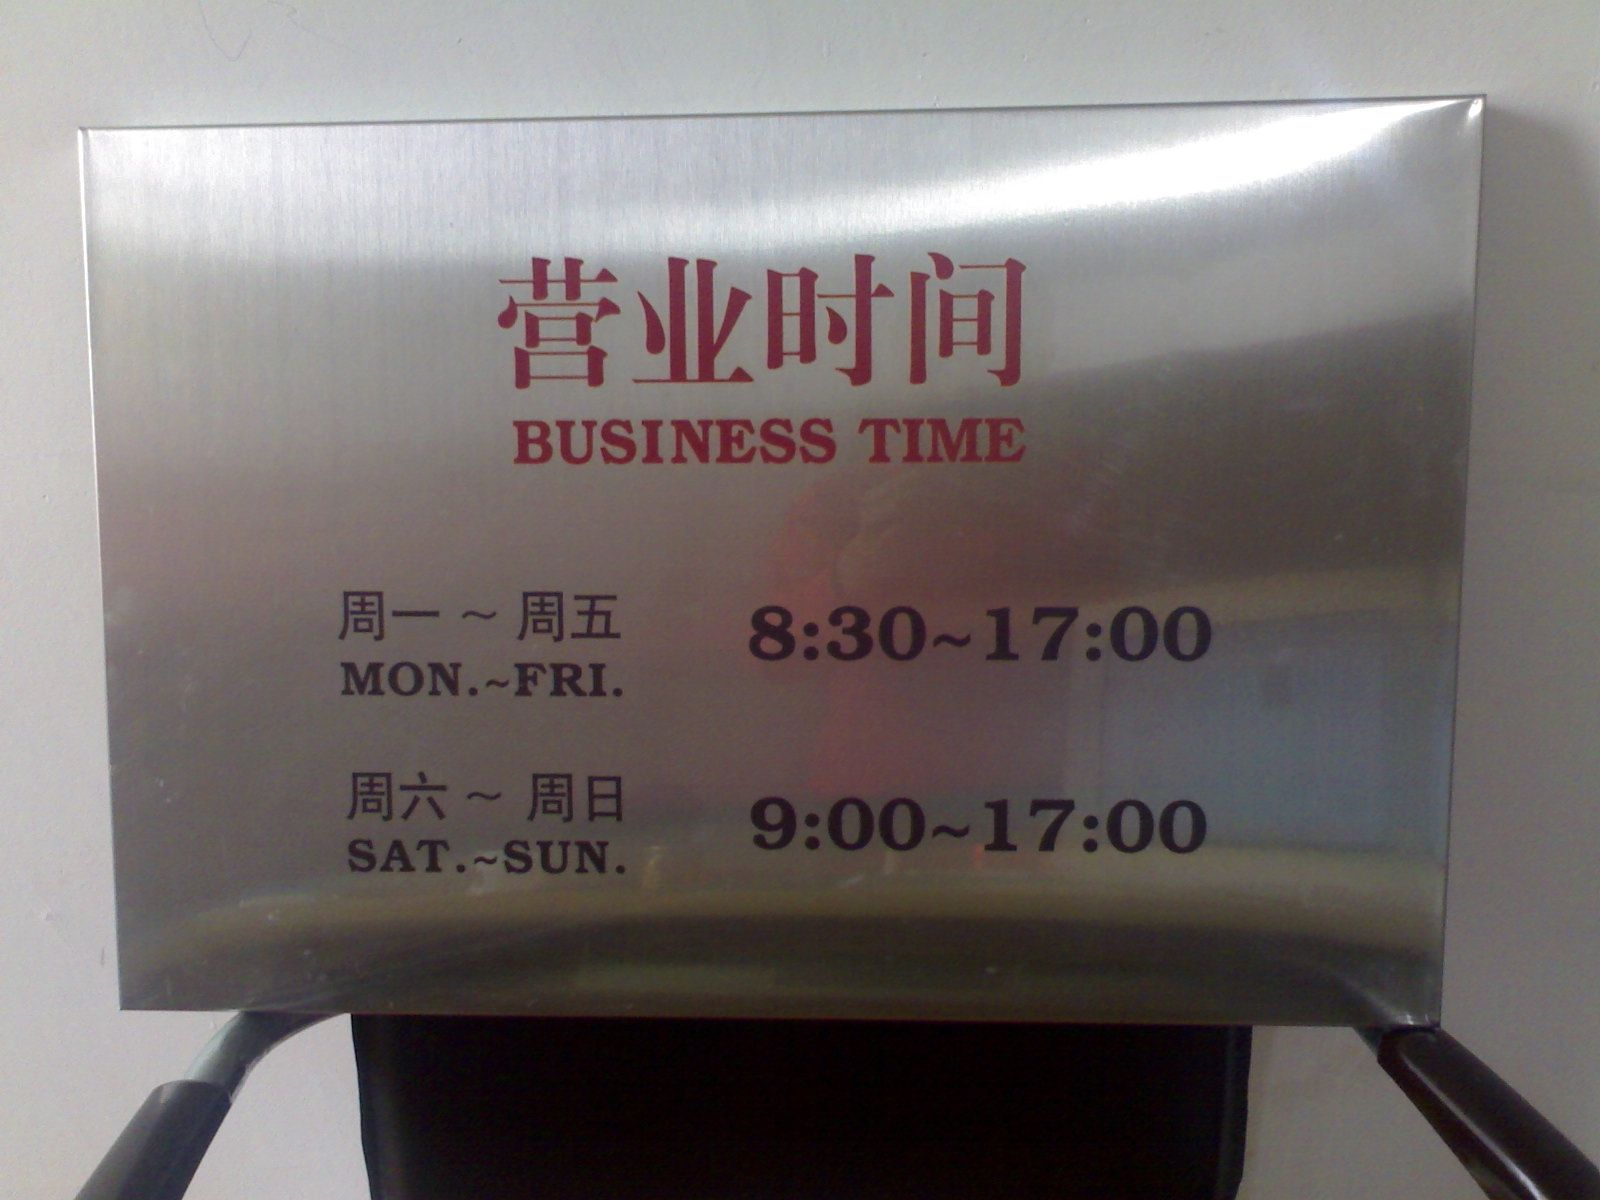 营业时间
BUSINESS TIME
周一 ~ 周五 8:30~17:00
MON.~FRI.
周六 ~ 周日 9:00~17:00
SAT.~SUN.